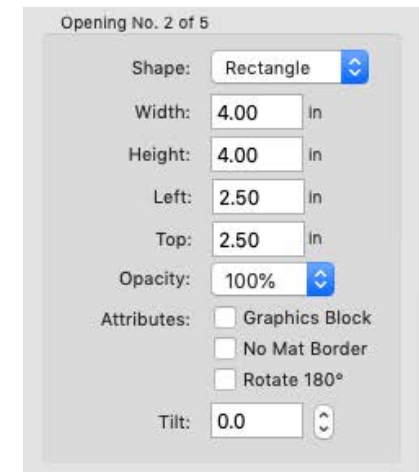 Opening No. 2 of 5
Shape: Rectangle
Width: 4.00 in
Height: 4.00 in
Left: 2.50 in
Top: 2.50 in
Opacity: 100%
Attributes: Graphics Block
No Mat Border
Rotate 180°
Tilt: 0.0